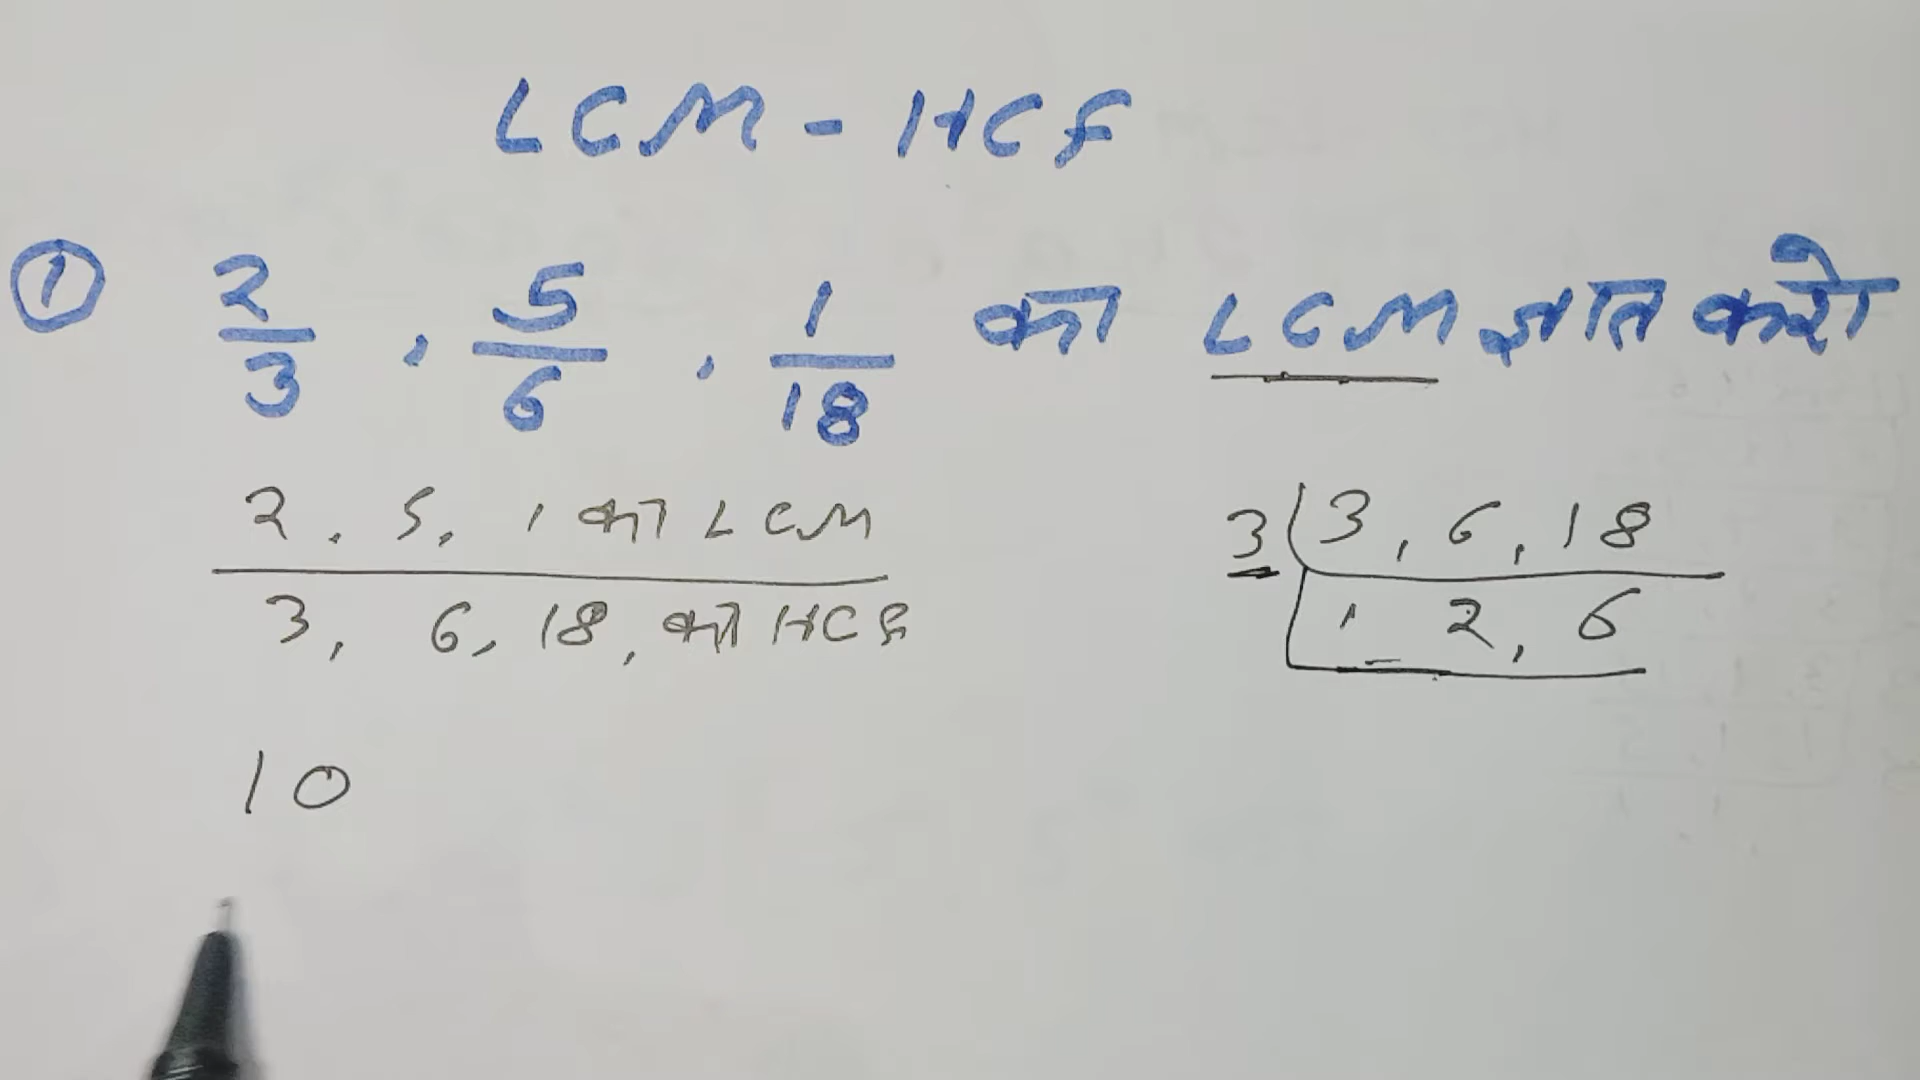 LCM - HCF
① 2/3, 5/6, 1/18 का LCM ज्ञात करो
2, 5, 1 का LCM
3, 6, 18, का HCF
3 | 3, 6, 18
1, 2, 6
10